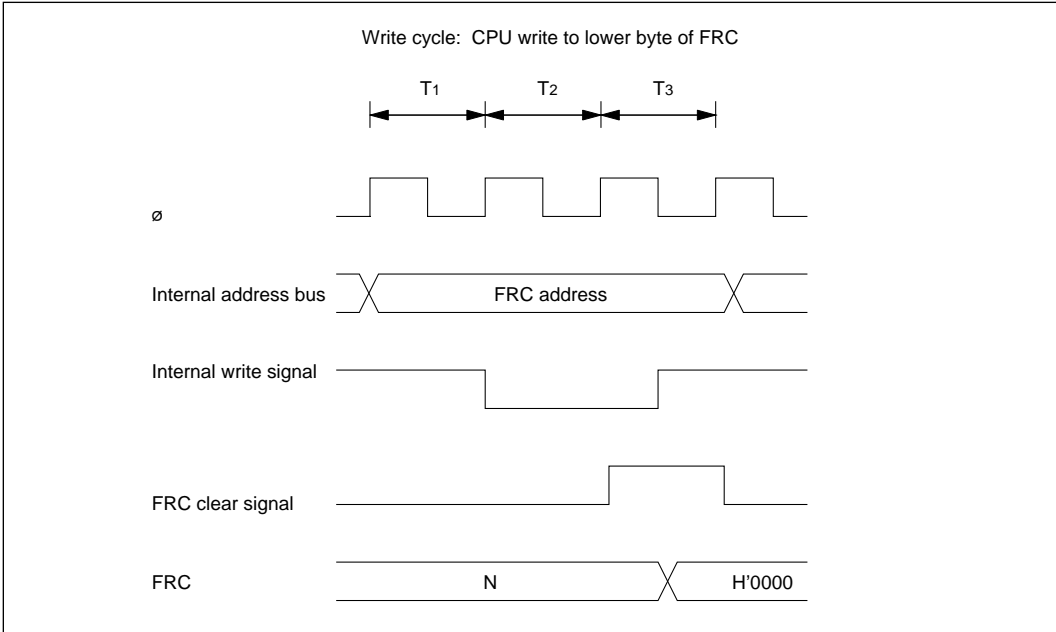 Write cycle: CPU write to lower byte of FRC
T1 T2 T3
ø
Internal address bus FRC address
Internal write signal
FRC clear signal
FRC N H'0000